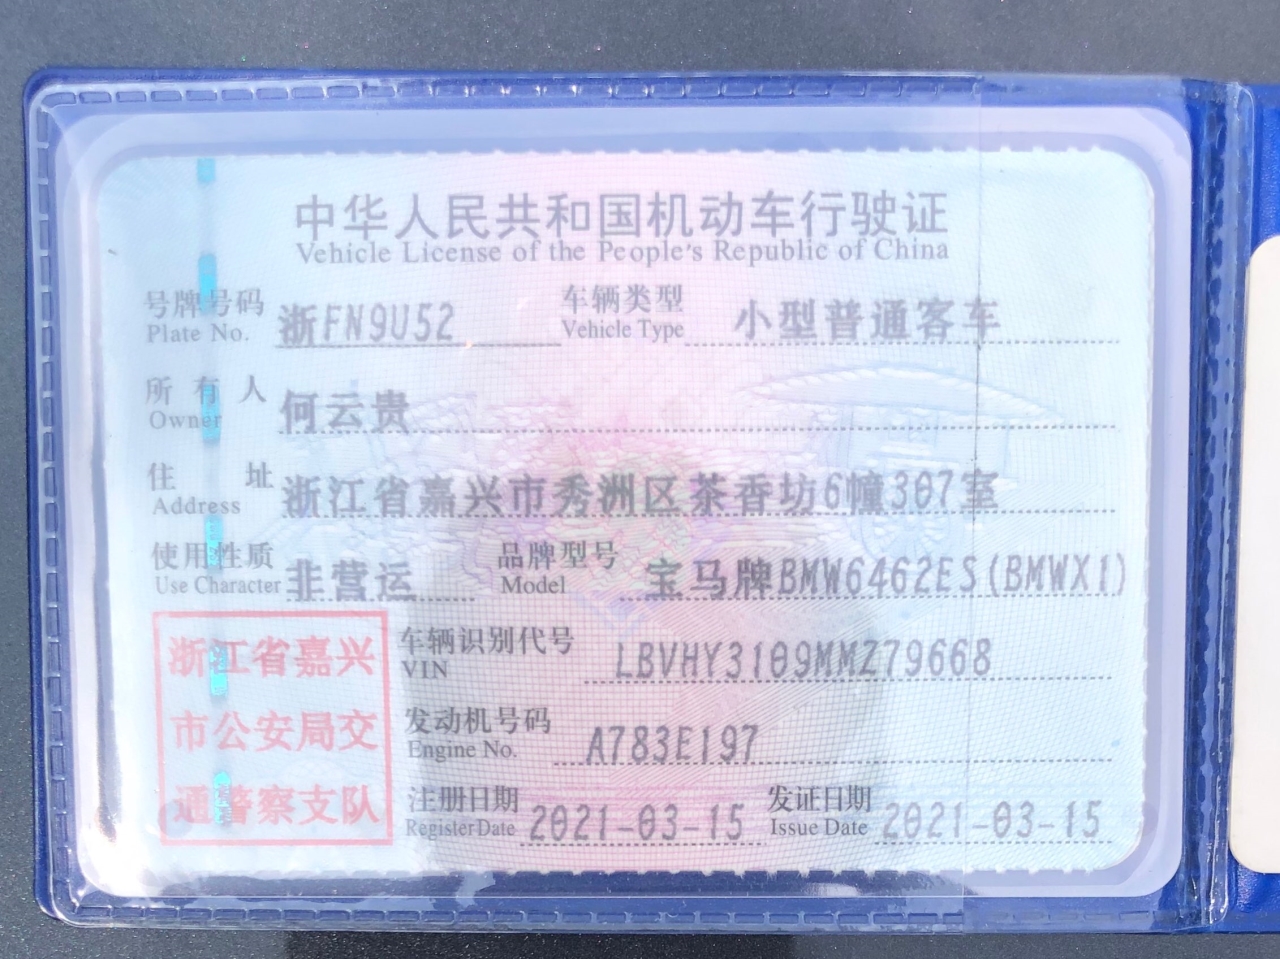 中华人民共和国机动车行驶证
Vehicle License of the People's Republic of China
号牌号码 浙FN9U52 车辆类型 小型普通客车
Plate No. Vehicle Type
所有人 何云贵
Owner
住址 浙江省嘉兴市秀洲区茶香坊6幢307室
Address
使用性质 非营运 品牌型号 宝马牌BMW6462ES(BMWX1)
Use Character Model
浙江省嘉兴
市公安局交
通警察支队
车辆识别代号 LBVHY3109MMZ79668
VIN
发动机号码 A783E197
Engine No.
注册日期 2021-03-15 发证日期 2021-03-15
Register Date Issue Date